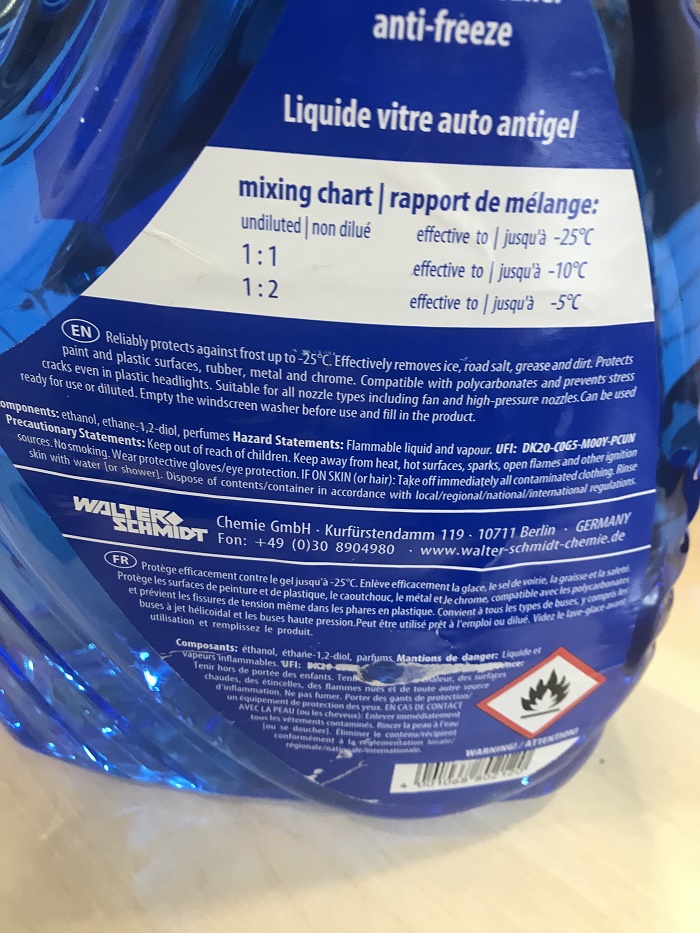 anti-freeze
Liquide vitre auto antigel
mixing chart | rapport de mélange:
undiluted | non dilué effective to | jusqu'à -25°C
1:1 effective to | jusqu'à -10°C
1:2 effective to | jusqu'à -5°C
EN Reliably protects against frost up to -25°C. Effectively removes ice, road salt, grease and dirt. Protects
paint and plastic surfaces, rubber, metal and chrome. Compatible with polycarbonates and prevents stress
cracks even in plastic headlights. Suitable for all nozzle types including fan and high-pressure nozzles.Can be used
ready for use or diluted. Empty the windscreen washer before use and fill in the product.
omponents: ethanol, ethane-1,2-diol, perfumes Hazard Statements: Flammable liquid and vapour. UFI: DK20-C0G5-M00Y-PCUN
Precautionary Statements: Keep out of reach of children. Keep away from heat, hot surfaces, sparks, open flames and other ignition
sources. No smoking. Wear protective gloves/eye protection. IF ON SKIN (or hair): Take off immediately all contaminated clothing. Rinse
skin with water [or shower]. Dispose of contents/container in accordance with local/regional/national/international regulations.
WALTER
SCHMIDT
Chemie GmbH · Kurfürstendamm 119 · 10711 Berlin · GERMANY
Fon: +49 (0)30 8904980 · www.walter-schmidt-chemie.de
FR Protège efficacement contre le gel jusqu'à -25°C. Enlève efficacement la glace, le sel de voirie, la graisse et la saleté.
Protège les surfaces de peinture et de plastique, le caoutchouc, le métal et le chrome, compatible avec polycarbonates
et prévient les fissures de tension même dans les phares en plastique. Convient à tous les types de buses, y compris les
buses à jet hélicoïdal et les buses haute pression.Peut être utilisé prêt à l'emploi ou dilué. Videz le lave-glace avant
utilisation et remplissez le produit.
Composants: éthanol, éthane-1,2-diol, parfums Mantions de danger: Liquide et
vapeurs inflammables. UFI: DK20-
Tenir hors de portée des enfants. chaleur, des surfaces
chaudes, des étincelles, des flammes nues et de toute autre source
d'inflammation. Ne pas fumer. Porter des gants de protection/
un équipement de protection des yeux. EN CAS DE CONTACT
AVEC LA PEAU (ou les cheveux): Enlever immédiatement
tous les vêtements contaminés. Rincer la peau à l'eau
[ou se doucher]. Éliminer le contenu/récipient
conformément à la réglementation locale/
régionale/nationale/internationale.
WARNING! / ATTENTION!